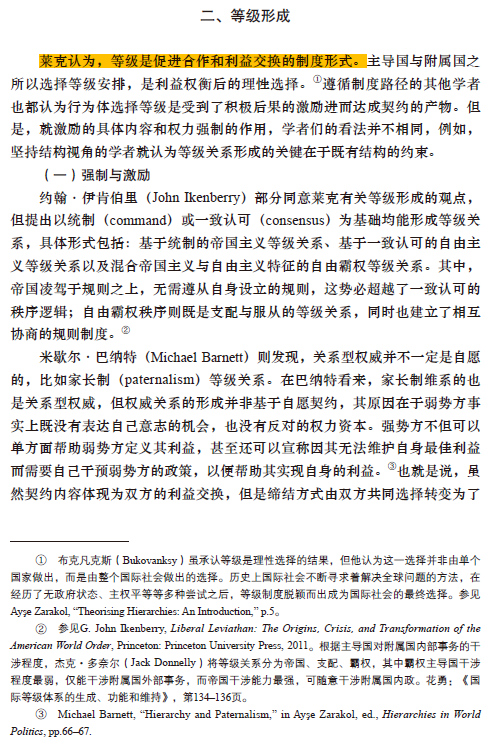 二、等级形成
莱克认为，等级是促进合作和利益交换的制度形式。主导国与附属国之
所以选择等级安排，是利益权衡后的理性选择。①遵循制度路径的其他学者
也都认为行为体选择等级是受到了积极后果的激励进而达成契约的产物。但
是，就激励的具体内容和权力强制的作用，学者们的看法并不相同，例如，
坚持结构视角的学者就认为等级关系形成的关键在于既有结构的约束。
（一）强制与激励
约翰·伊肯伯里（John Ikenberry）部分同意莱克有关等级形成的观点，
但提出以统制（command）或一致认可（consensus）为基础均能形成等级关
系，具体形式包括：基于统制的帝国主义等级关系、基于一致认可的自由主
义等级关系以及混合帝国主义与自由主义特征的自由霸权等级关系。其中，
帝国凌驾于规则之上，无需遵从自身设立的规则，这势必超越了一致认可的
秩序逻辑；自由霸权秩序则既是支配与服从的等级关系，同时也建立了相互
协商的规则制度。②
米歇尔·巴纳特（Michael Barnett）则发现，关系型权威并不一定是自愿
的，比如家长制（paternalism）等级关系。在巴纳特看来，家长制维系的也
是关系型权威，但权威关系的形成并非基于自愿契约，其原因在于弱势方事
实上既没有表达自己意志的机会，也没有反对的权力资本。强势方不但可以
单方面帮助弱势方定义其利益，甚至还可以宣称因其无法维护自身最佳利益
而需要自己干预弱势方的政策，以便帮助其实现自身的利益。③也就是说，虽
然契约内容体现为双方的利益交换，但是缔结方式由双方共同选择转变为了
① 布克凡克斯（Bukovanksy）虽承认等级是理性选择的结果，但他认为这一选择并非由单个
国家做出，而是由整个国际社会做出的选择。历史上国际社会不断寻求着解决全球问题的方法，在
经历了无政府状态、主权平等等多种尝试之后，等级制度脱颖而出成为国际社会的最终选择。参见
Ayşe Zarakol, “Theorising Hierarchies: An Introduction,” p.5。
② 参见G. John Ikenberry, Liberal Leviathan: The Origins, Crisis, and Transformation of the
American World Order, Princeton: Princeton University Press, 2011。根据主导国对附属国内部事务的干
涉程度，杰克·多奈尔（Jack Donnelly）将等级关系分为帝国、支配、霸权，其中霸权主导国干涉
程度最弱，仅能干涉附属国外部事务，而帝国干涉能力最强，可随意干涉附属国内政。花勇：《国
际等级体系的生成、功能和维持》，第134–136页。
③ Michael Barnett, “Hierarchy and Paternalism,” in Ayşe Zarakol, ed., Hierarchies in World
Politics, pp.66–67.